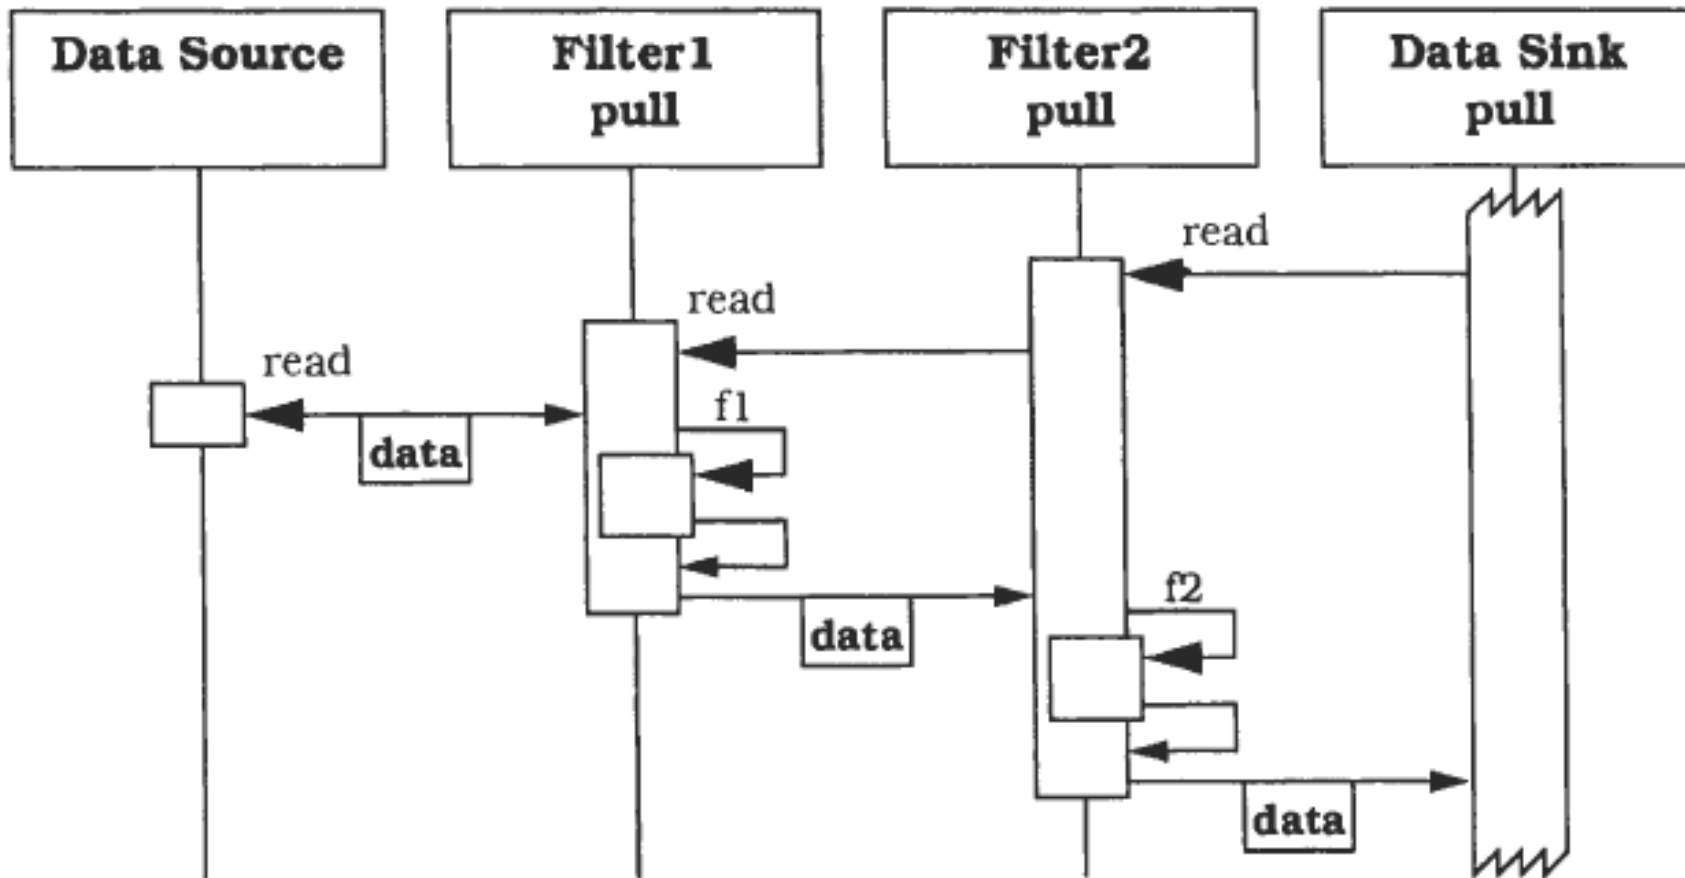 Data Source
Filter1
pull
Filter2
pull
Data Sink
pull
read
read
read
f1
data
f2
data
data